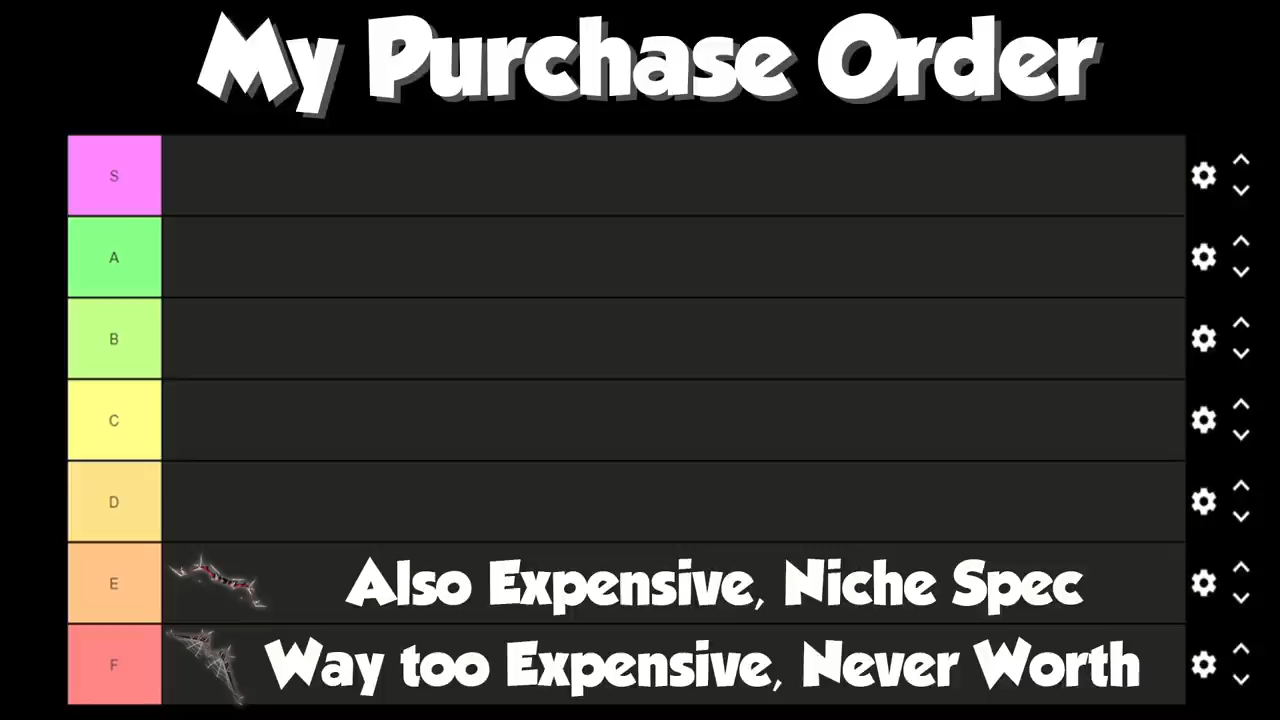 My Purchase Order
S
A
B
C
D
E
Also Expensive, Niche Spec
F
Way too Expensive, Never Worth